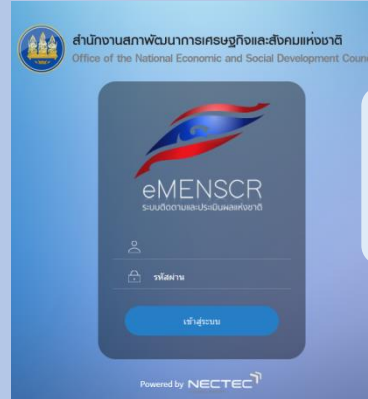 สำนักงานสภาพัฒนาการเศรษฐกิจและสังคมแห่งชาติ
Office of the National Economic and Social Development Coun
eMENSCR
ระบบติดตามและประเมินผลแห่งชาติ
รหัสผ่าน
เข้าสู่ระบบ
Powered by NECTEC